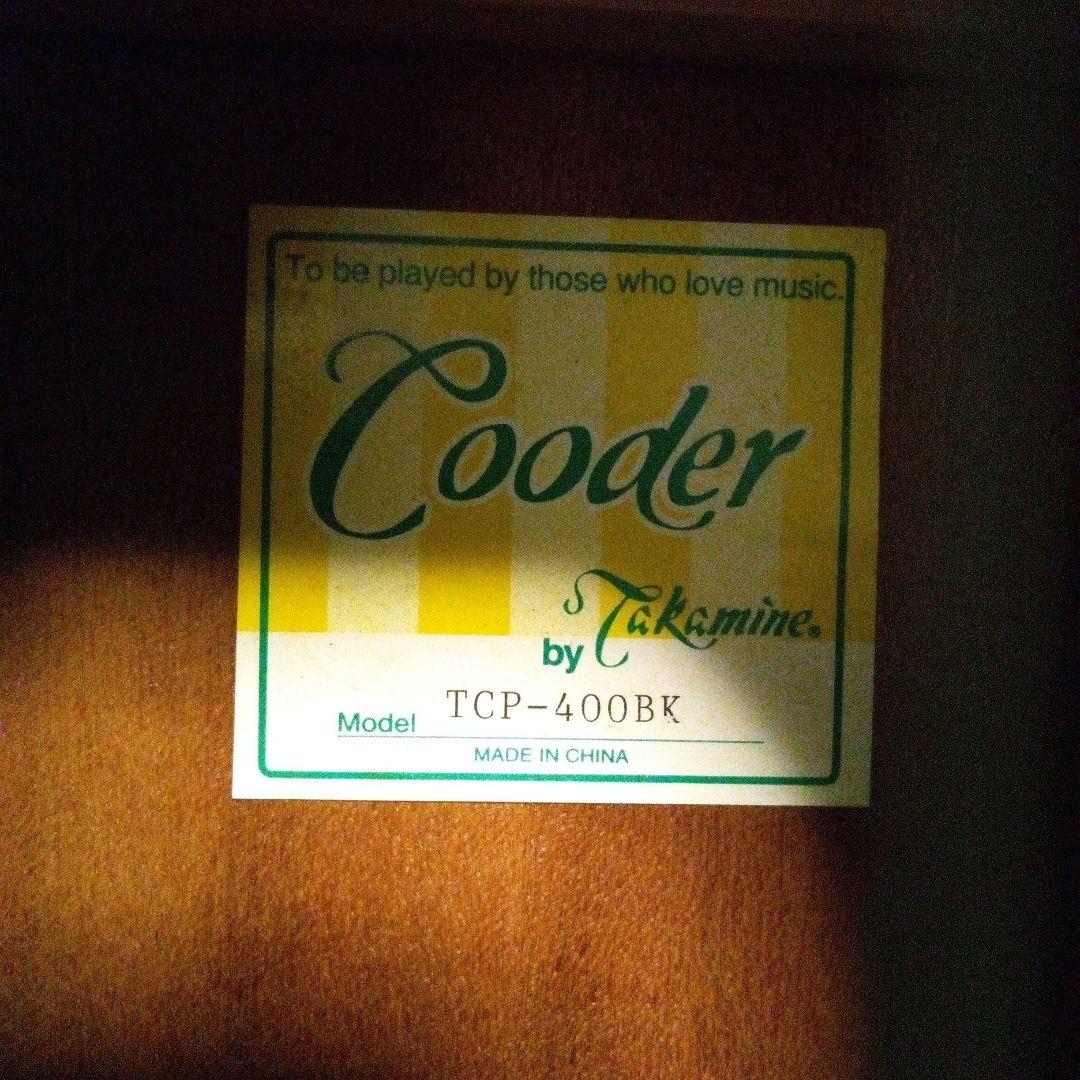 To be played by those who love music.
Cooder
by Takamine®
Model TCP-400BK
MADE IN CHINA